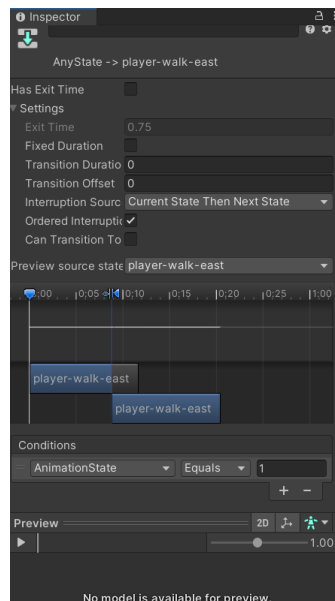 Inspector
AnyState -> player-walk-east
Has Exit Time
Settings
Exit Time 0.75
Fixed Duration
Transition Duratio 0
Transition Offset 0
Interruption Sourc Current State Then Next State
Ordered Interruptic
Can Transition To
Preview source state player-walk-east
:00 0;05 0;10 0;15 0;20 0;25 1;00
player-walk-east
player-walk-east
Conditions
AnimationState Equals 1
+ -
Preview 2D
1.00
No model is available for preview.